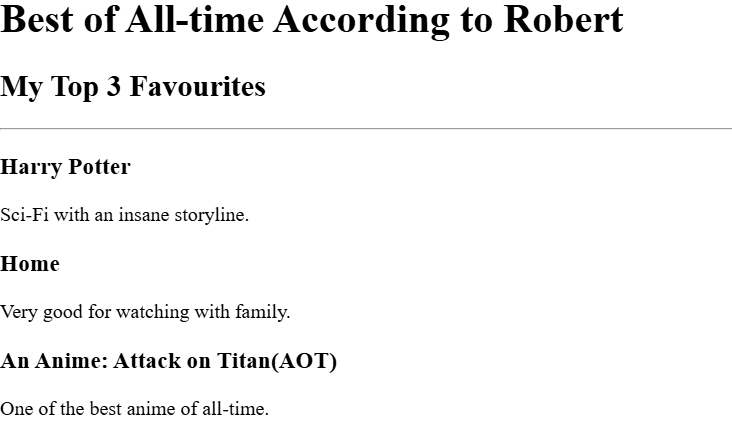 Best of All-time According to Robert
My Top 3 Favourites
Harry Potter
Sci-Fi with an insane storyline.
Home
Very good for watching with family.
An Anime: Attack on Titan(AOT)
One of the best anime of all-time.